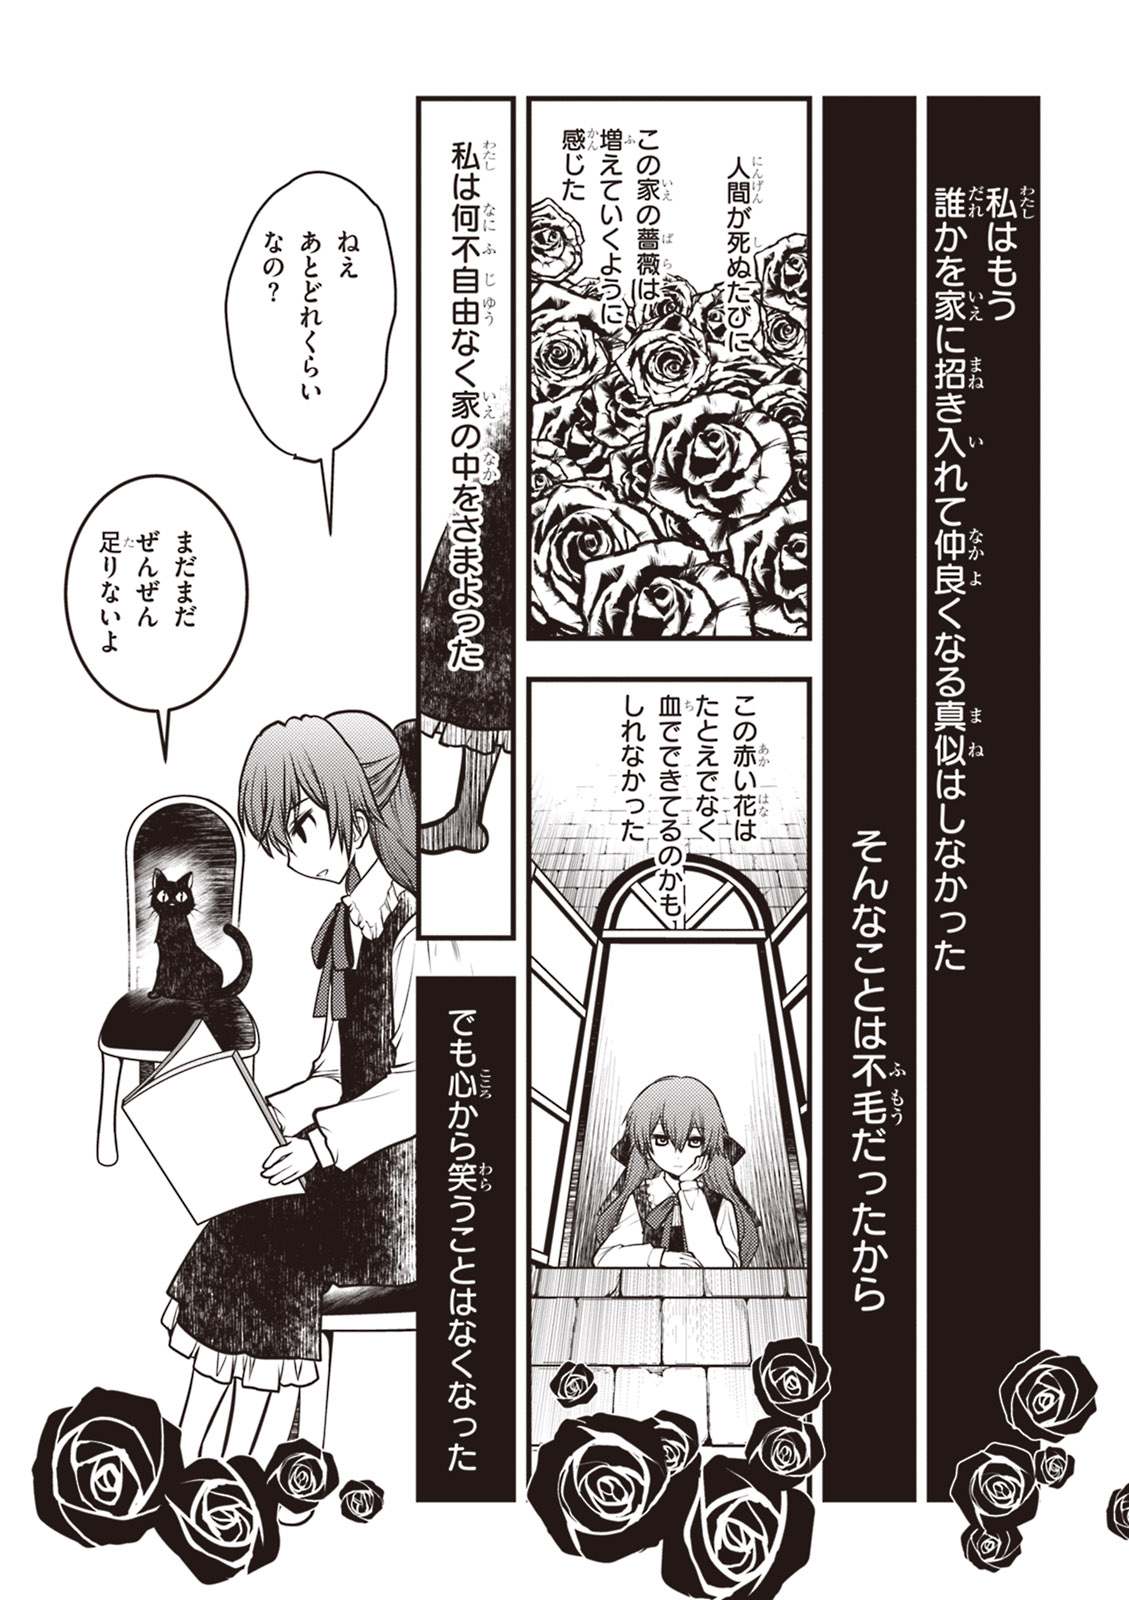 私はもう
誰かを家に招き入れて仲良くなる真似はしなかった
そんなことは不毛だったから
人間が死ぬたびに
この家の薔薇は
増えていくように
感じた
この赤い花は
たとえでなく
血でできてるのかも
しれなかった
私は何不自由なく家の中をさまよった
でも心から笑うことはなくなった
ねえ
あとどれくらい
なの？
まだまだ
ぜんぜん
足りないよ